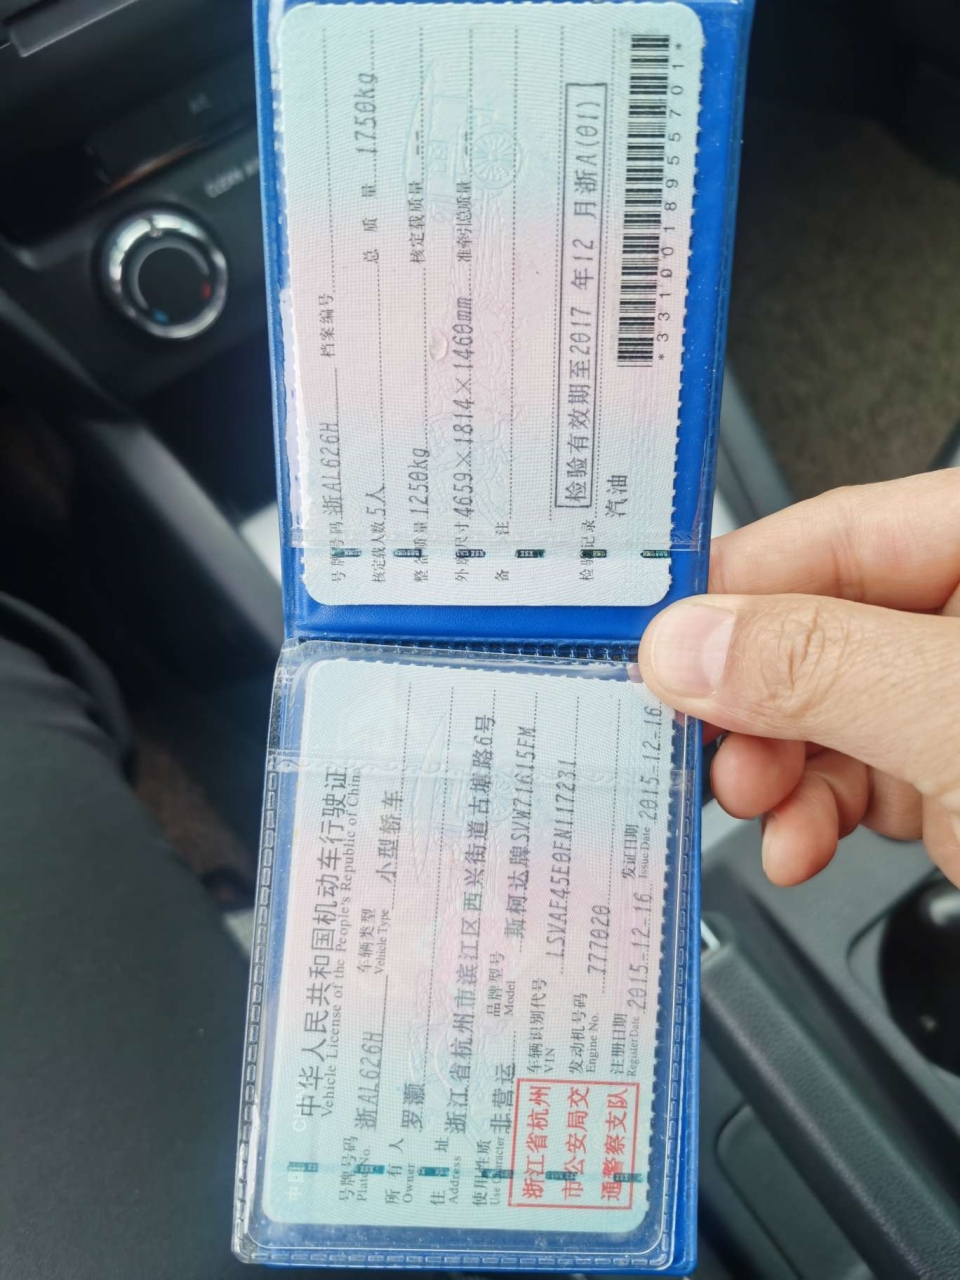 中华人民共和国机动车行驶证
Vehicle License of the People's Republic of China
号牌号码 浙AL626H 车辆类型 小型轿车
Plate No. Vehicle Type
所有人 罗灏
Owner
住址 浙江省杭州市滨江区西兴街道古塘路6号
Address
使用性质 非营运 品牌型号 斯柯达牌SVW71615FM
Use Character Model
浙江省杭州
市公安局交
通警察支队
车辆识别代号 LSVAF45E0FN117231
VIN
发动机号码 777020
Engine No.
注册日期 2015-12-16 发证日期 2015-12-16
Register Date Issue Date
号牌号码 浙AL626H 档案编号
核定载人数 5人 总质量 1750kg
整备质量 1250kg 核定载质量 --
外廓尺寸 4659×1814×1460mm 准牵引总质量 --
备注
检验有效期至2017年12月浙A(01)
检验记录
汽油
*3310018955701*